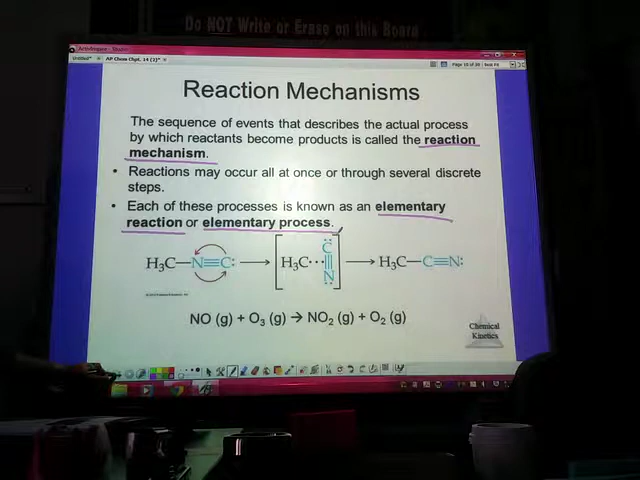 Do NOT Write or Erase on this Board
Reaction Mechanisms
The sequence of events that describes the actual process
by which reactants become products is called the reaction
mechanism.
• Reactions may occur all at once or through several discrete
steps.
• Each of these processes is known as an elementary
reaction or elementary process.
H₃C—N≡C: → [H₃C···C≡N] → H₃C—C≡N:
NO (g) + O₃ (g) → NO₂ (g) + O₂ (g)
Chemical
Kinetics